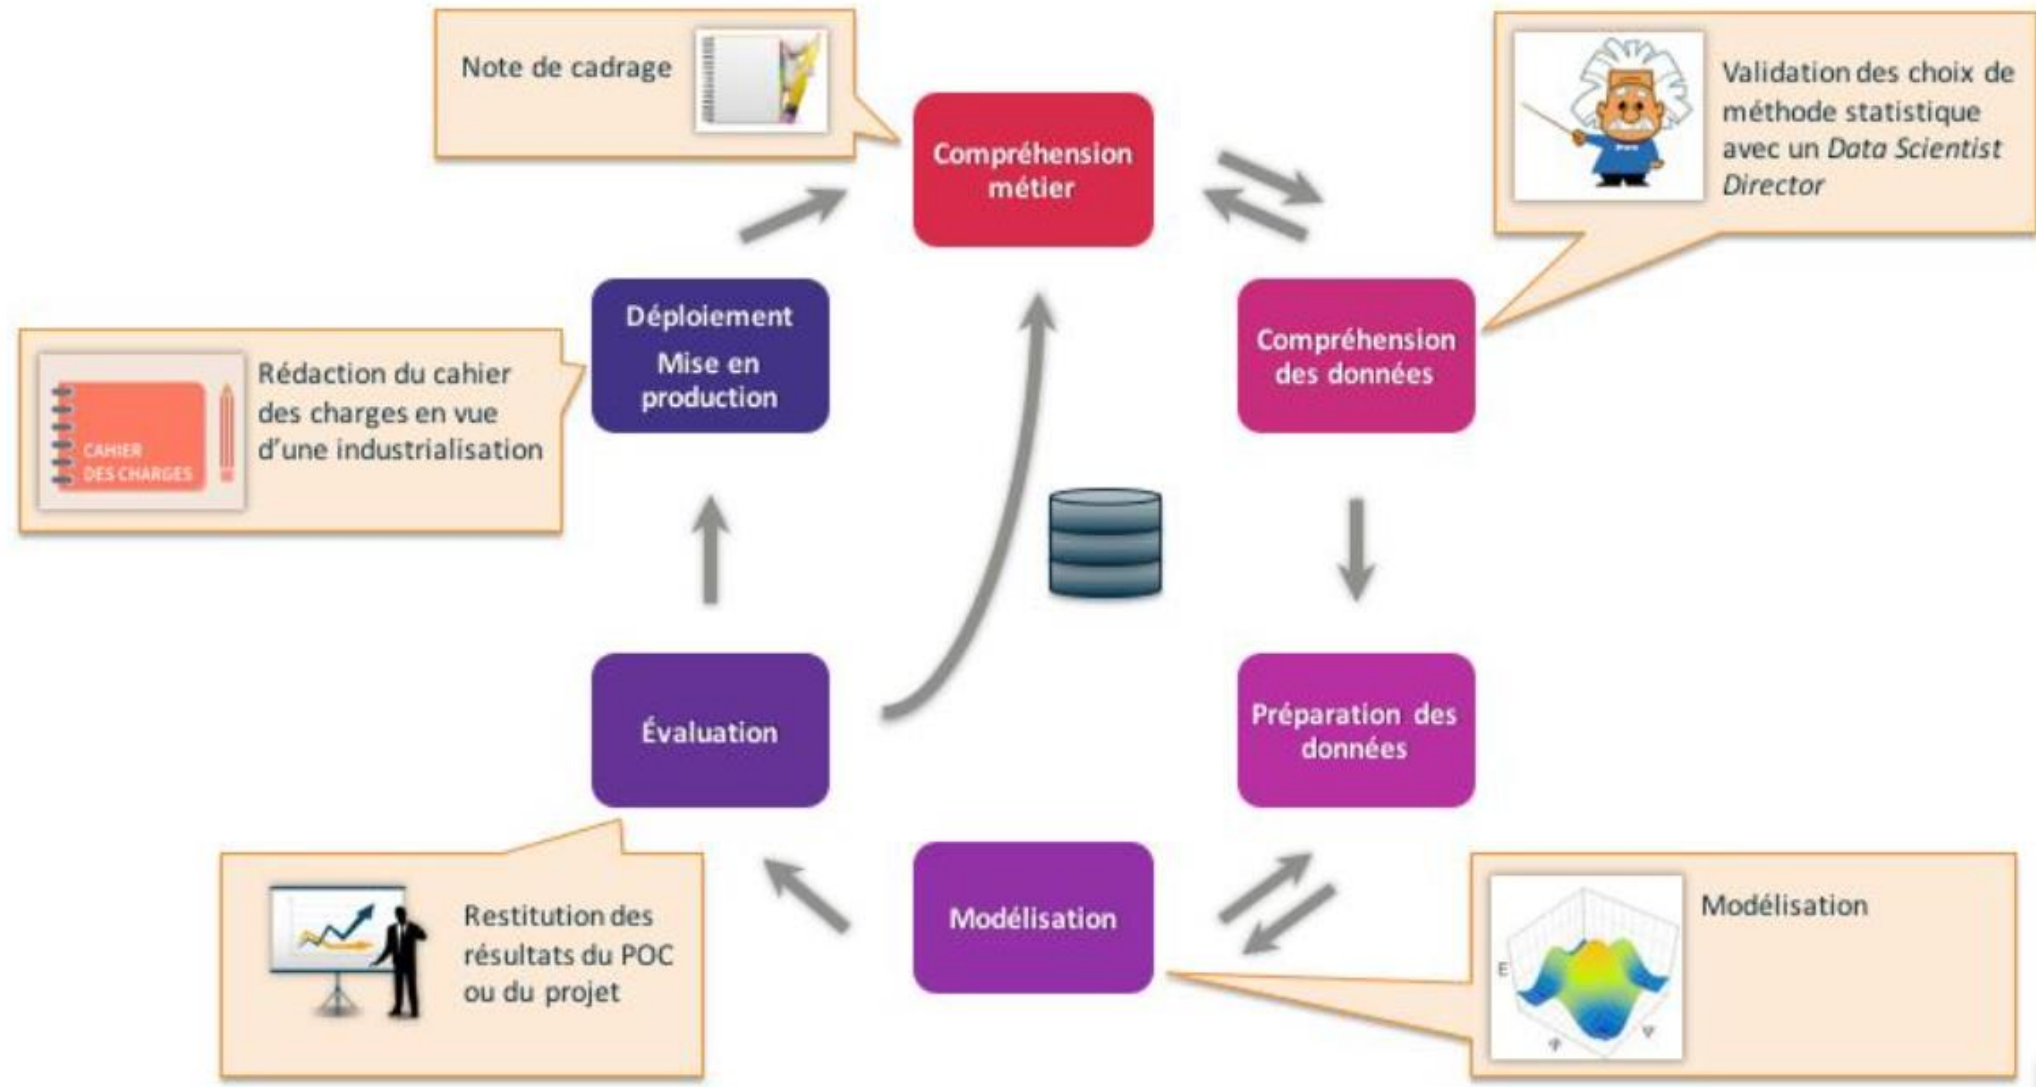 Note de cadrage
Compréhension
métier
Validation des choix de
méthode statistique
avec un Data Scientist
Director
Déploiement
Mise en
production
Compréhension
des données
Rédaction du cahier
des charges en vue
d'une industrialisation
CAHIER
DES CHARGES
Évaluation
Préparation des
données
Modélisation
Restitution des
résultats du POC
ou du projet
Modélisation
E
φ
ψ